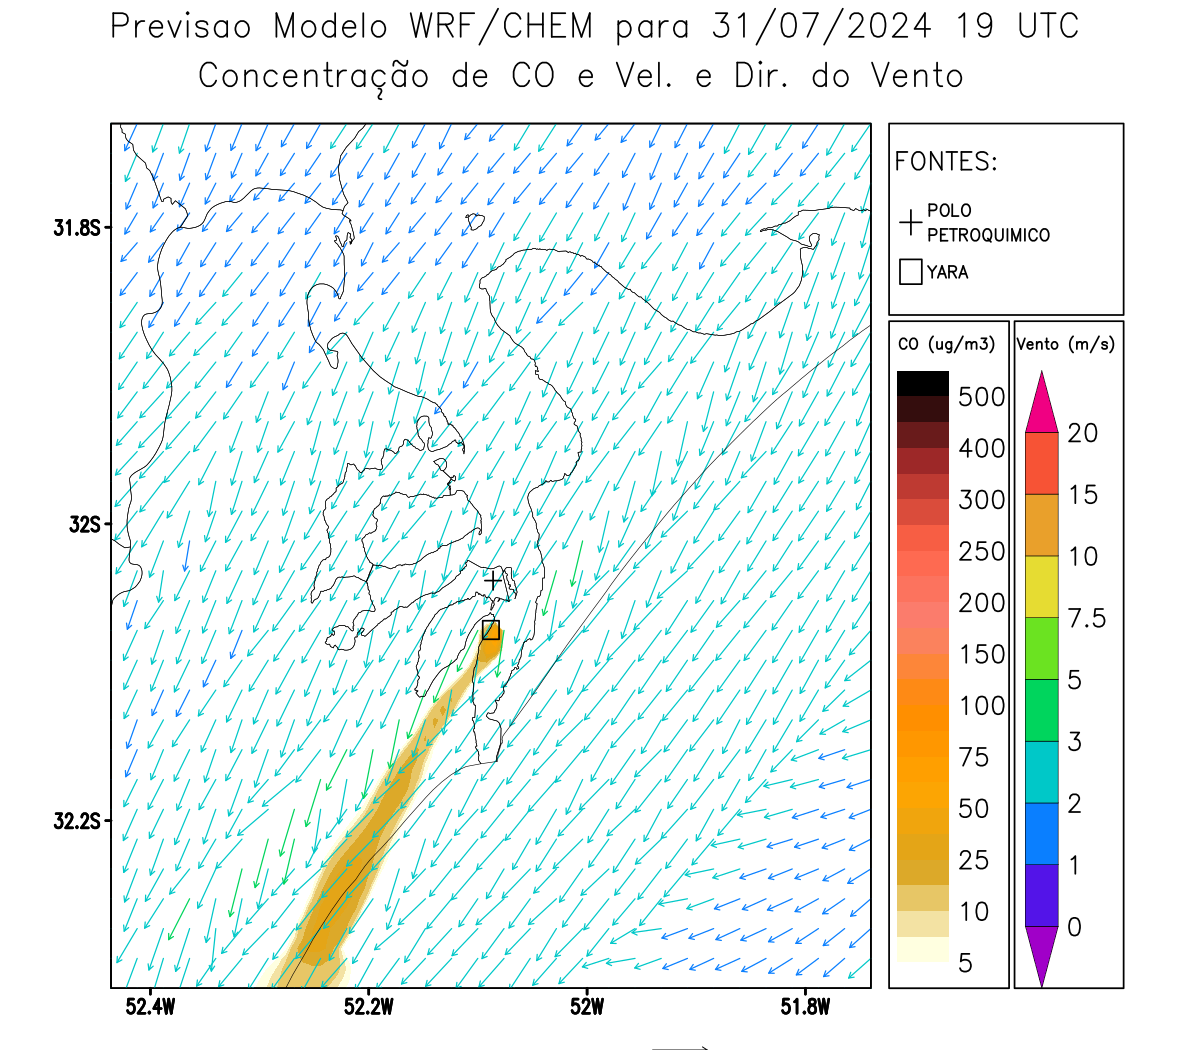 Previsao Modelo WRF/CHEM para 31/07/2024 19 UTC
Concentração de CO e Vel. e Dir. do Vento
FONTES:
POLO
PETROQUIMICO
YARA
CO (ug/m3)
500
400
300
250
200
150
100
75
50
25
10
5
Vento (m/s)
20
15
10
7.5
5
3
2
1
0
31.8S
32S
32.2S
52.4W
52.2W
52W
51.8W